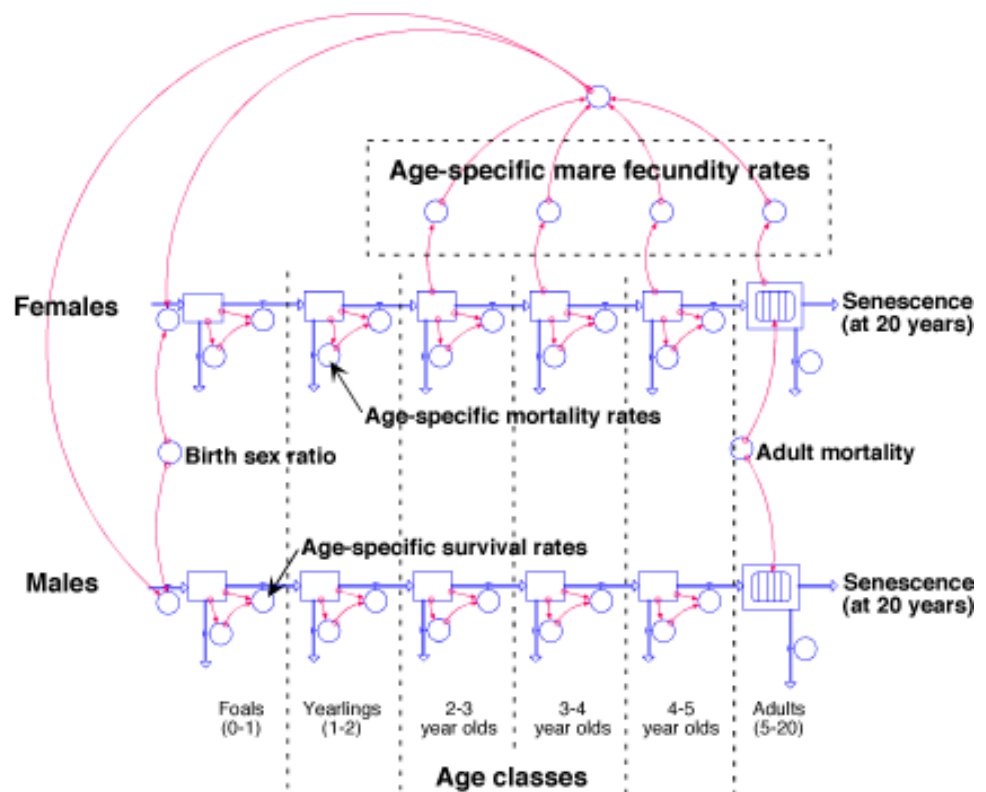 Age-specific mare fecundity rates
Females
Senescence
(at 20 years)
Age-specific mortality rates
Birth sex ratio
Adult mortality
Age-specific survival rates
Males
Senescence
(at 20 years)
Foals
(0-1)
Yearlings
(1-2)
2-3
year olds
3-4
year olds
4-5
year olds
Adults
(5-20)
Age classes